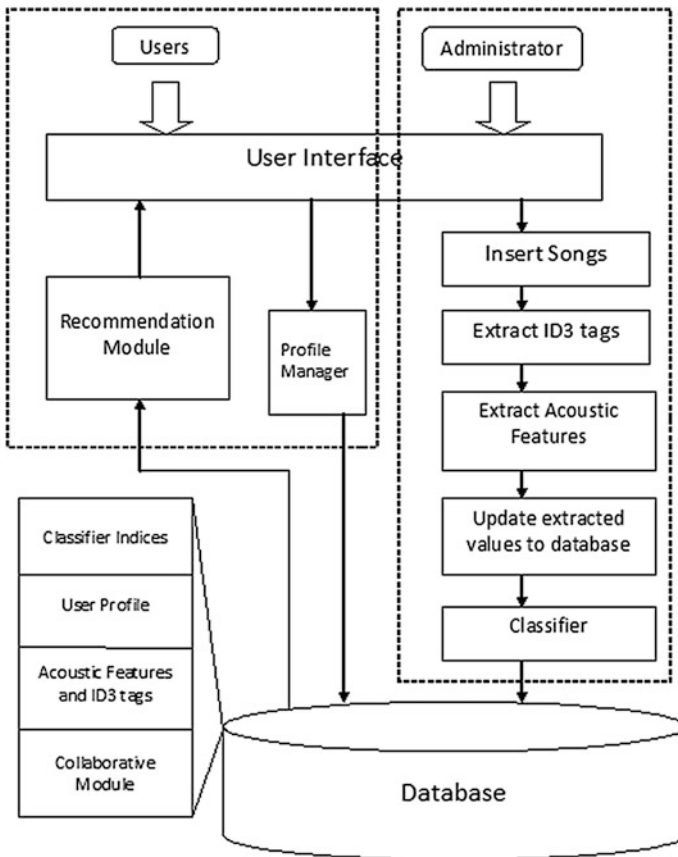 Users
Administrator
User Interface
Recommendation
Module
Profile
Manager
Insert Songs
Extract ID3 tags
Extract Acoustic
Features
Update extracted
values to database
Classifier
Classifier Indices
User Profile
Acoustic Features
and ID3 tags
Collaborative
Module
Database